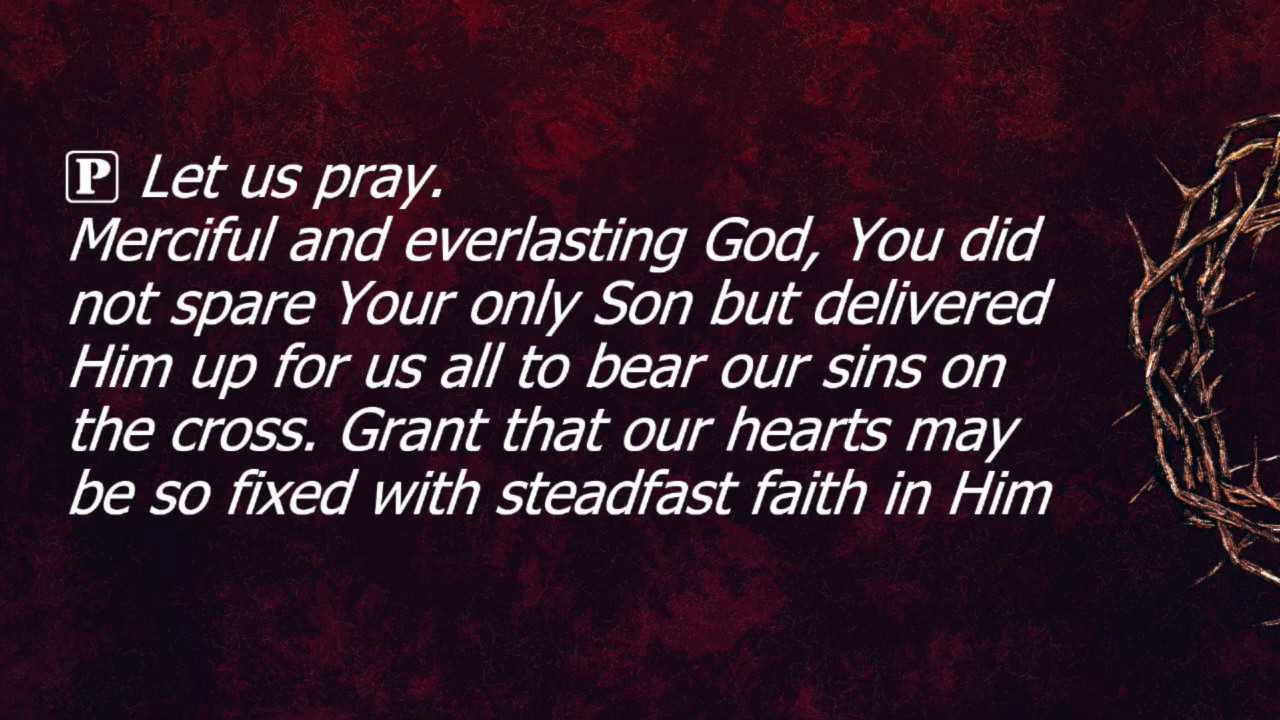 P Let us pray.
Merciful and everlasting God, You did
not spare Your only Son but delivered
Him up for us all to bear our sins on
the cross. Grant that our hearts may
be so fixed with steadfast faith in Him